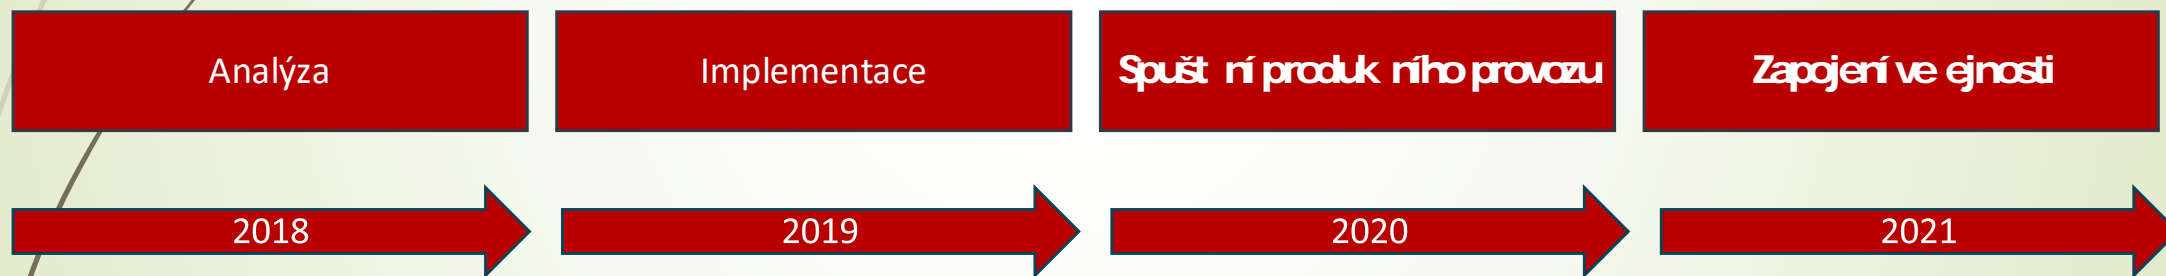 Analýza
Implementace
Spušt ní produk ního provozu
Zapojení ve ejnosti
2018
2019
2020
2021